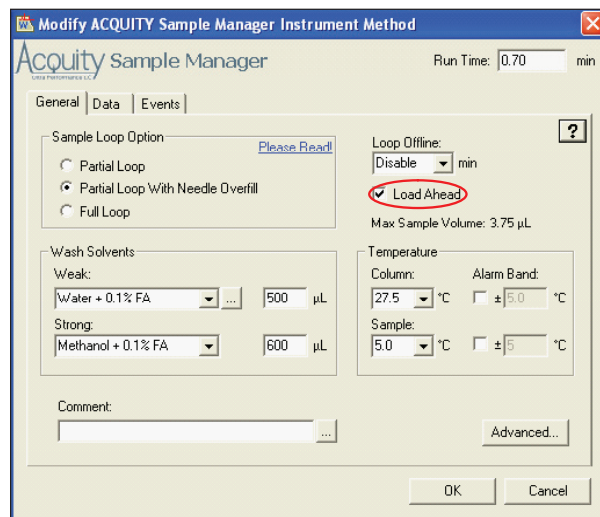 Modify ACQUITY Sample Manager Instrument Method
Acquity Sample Manager
Ultra Performance LC
Run Time: 0.70 min
General Data Events
?
Sample Loop Option
Please Read!
Partial Loop
Partial Loop With Needle Overfill
Full Loop
Loop Offline:
Disable min
Load Ahead
Max Sample Volume: 3.75 µL
Wash Solvents
Weak:
Water + 0.1% FA ... 500 µL
Strong:
Methanol + 0.1% FA 600 µL
Temperature
Column: Alarm Band:
27.5 °C ± 5.0 °C
Sample:
5.0 °C ± 5 °C
Comment:
...
Advanced...
OK Cancel